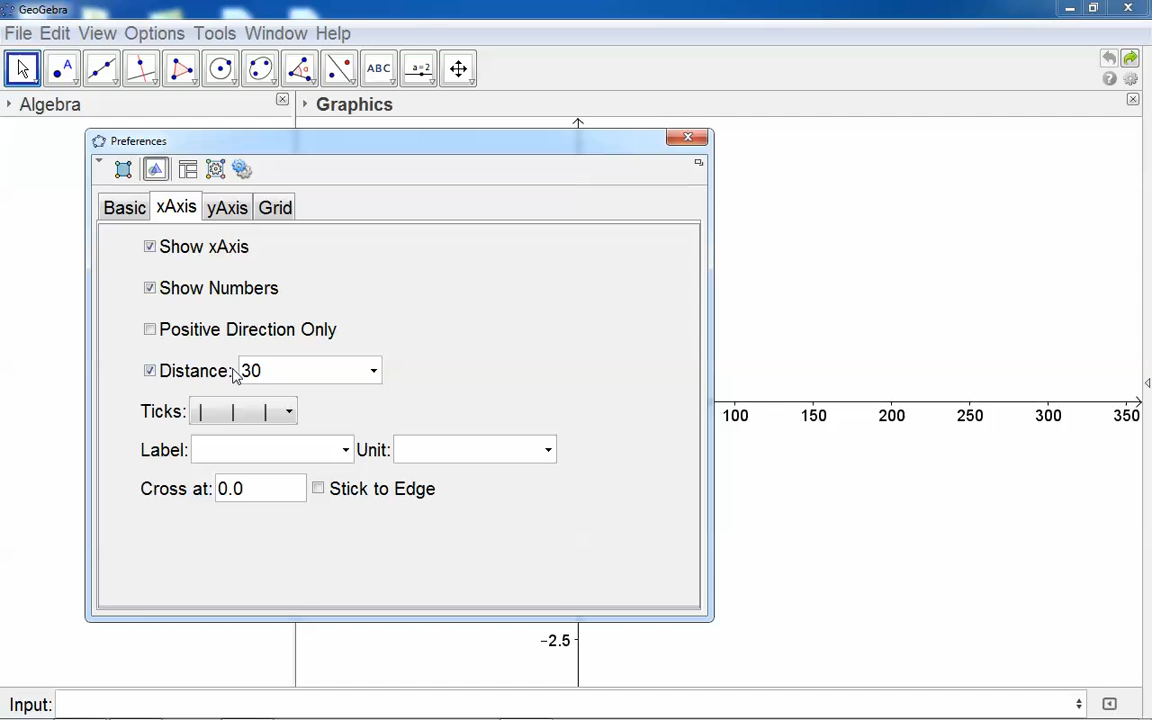 GeoGebra
File Edit View Options Tools Window Help
A ABC a=2
Algebra Graphics
Preferences
Basic xAxis yAxis Grid
Show xAxis
Show Numbers
Positive Direction Only
Distance: 30
Ticks:
100 150 200 250 300 350
Label: Unit:
Cross at: 0.0 Stick to Edge
−2.5
Input: